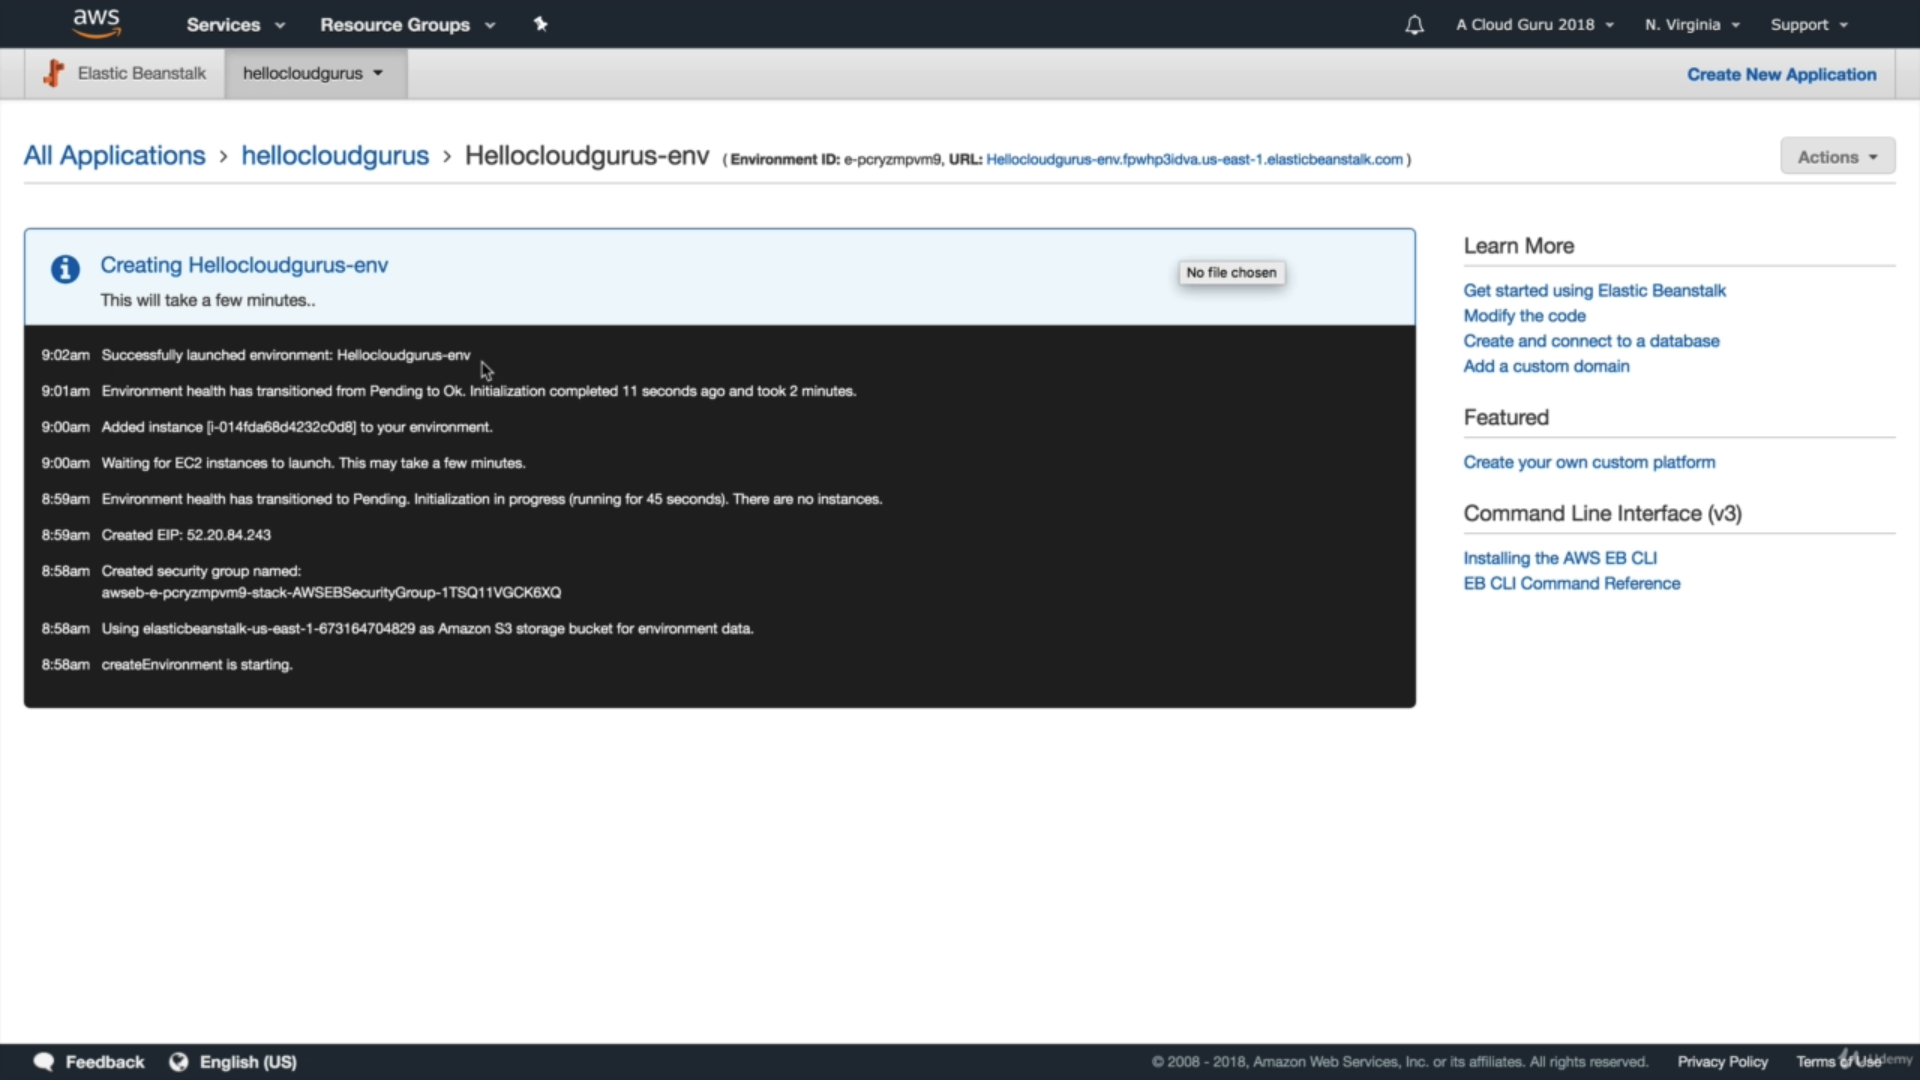 aws Services Resource Groups A Cloud Guru 2018 N. Virginia Support
Elastic Beanstalk hellocloudgurus Create New Application
All Applications › hellocloudgurus › Hellocloudgurus-env ( Environment ID: e-pcryzmpvm9, URL: Hellocloudgurus-env.fpwhp3idva.us-east-1.elasticbeanstalk.com )
Actions
Creating Hellocloudgurus-env
This will take a few minutes..
No file chosen
9:02am Successfully launched environment: Hellocloudgurus-env
9:01am Environment health has transitioned from Pending to Ok. Initialization completed 11 seconds ago and took 2 minutes.
9:00am Added instance [i-014fda68d4232c0d8] to your environment.
9:00am Waiting for EC2 instances to launch. This may take a few minutes.
8:59am Environment health has transitioned to Pending. Initialization in progress (running for 45 seconds). There are no instances.
8:59am Created EIP: 52.20.84.243
8:58am Created security group named:
awseb-e-pcryzmpvm9-stack-AWSEBSecurityGroup-1TSQ11VGCK6XQ
8:58am Using elasticbeanstalk-us-east-1-673164704829 as Amazon S3 storage bucket for environment data.
8:58am createEnvironment is starting.
Learn More
Get started using Elastic Beanstalk
Modify the code
Create and connect to a database
Add a custom domain
Featured
Create your own custom platform
Command Line Interface (v3)
Installing the AWS EB CLI
EB CLI Command Reference
Feedback English (US) © 2008 - 2018, Amazon Web Services, Inc. or its affiliates. All rights reserved. Privacy Policy Terms of Use
Udemy